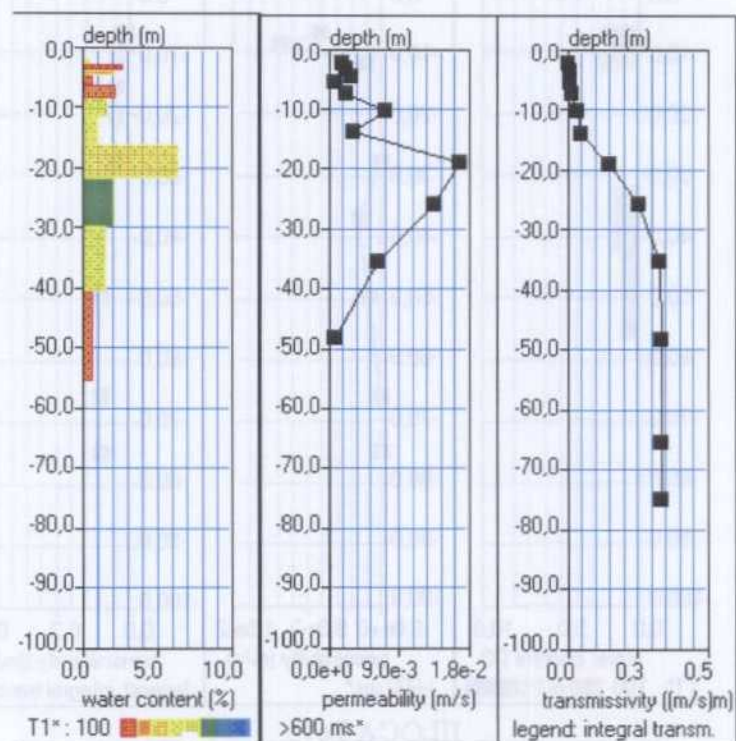 depth (m)
0,0
-10,0
-20,0
-30,0
-40,0
-50,0
-60,0
-70,0
-80,0
-90,0
-100,0
0,0 5,0 10,0
water content (%)
T1*: 100
depth (m)
0,0
-10,0
-20,0
-30,0
-40,0
-50,0
-60,0
-70,0
-80,0
-90,0
-100,0
0,0e+0 5,0e-3 1,8e-2
permeability (m/s)
>600 ms*
depth (m)
0,0
-10,0
-20,0
-30,0
-40,0
-50,0
-60,0
-70,0
-80,0
-90,0
-100,0
0,0 0,3 0,5
transmissivity ((m/s)m)
legend: integral transm.